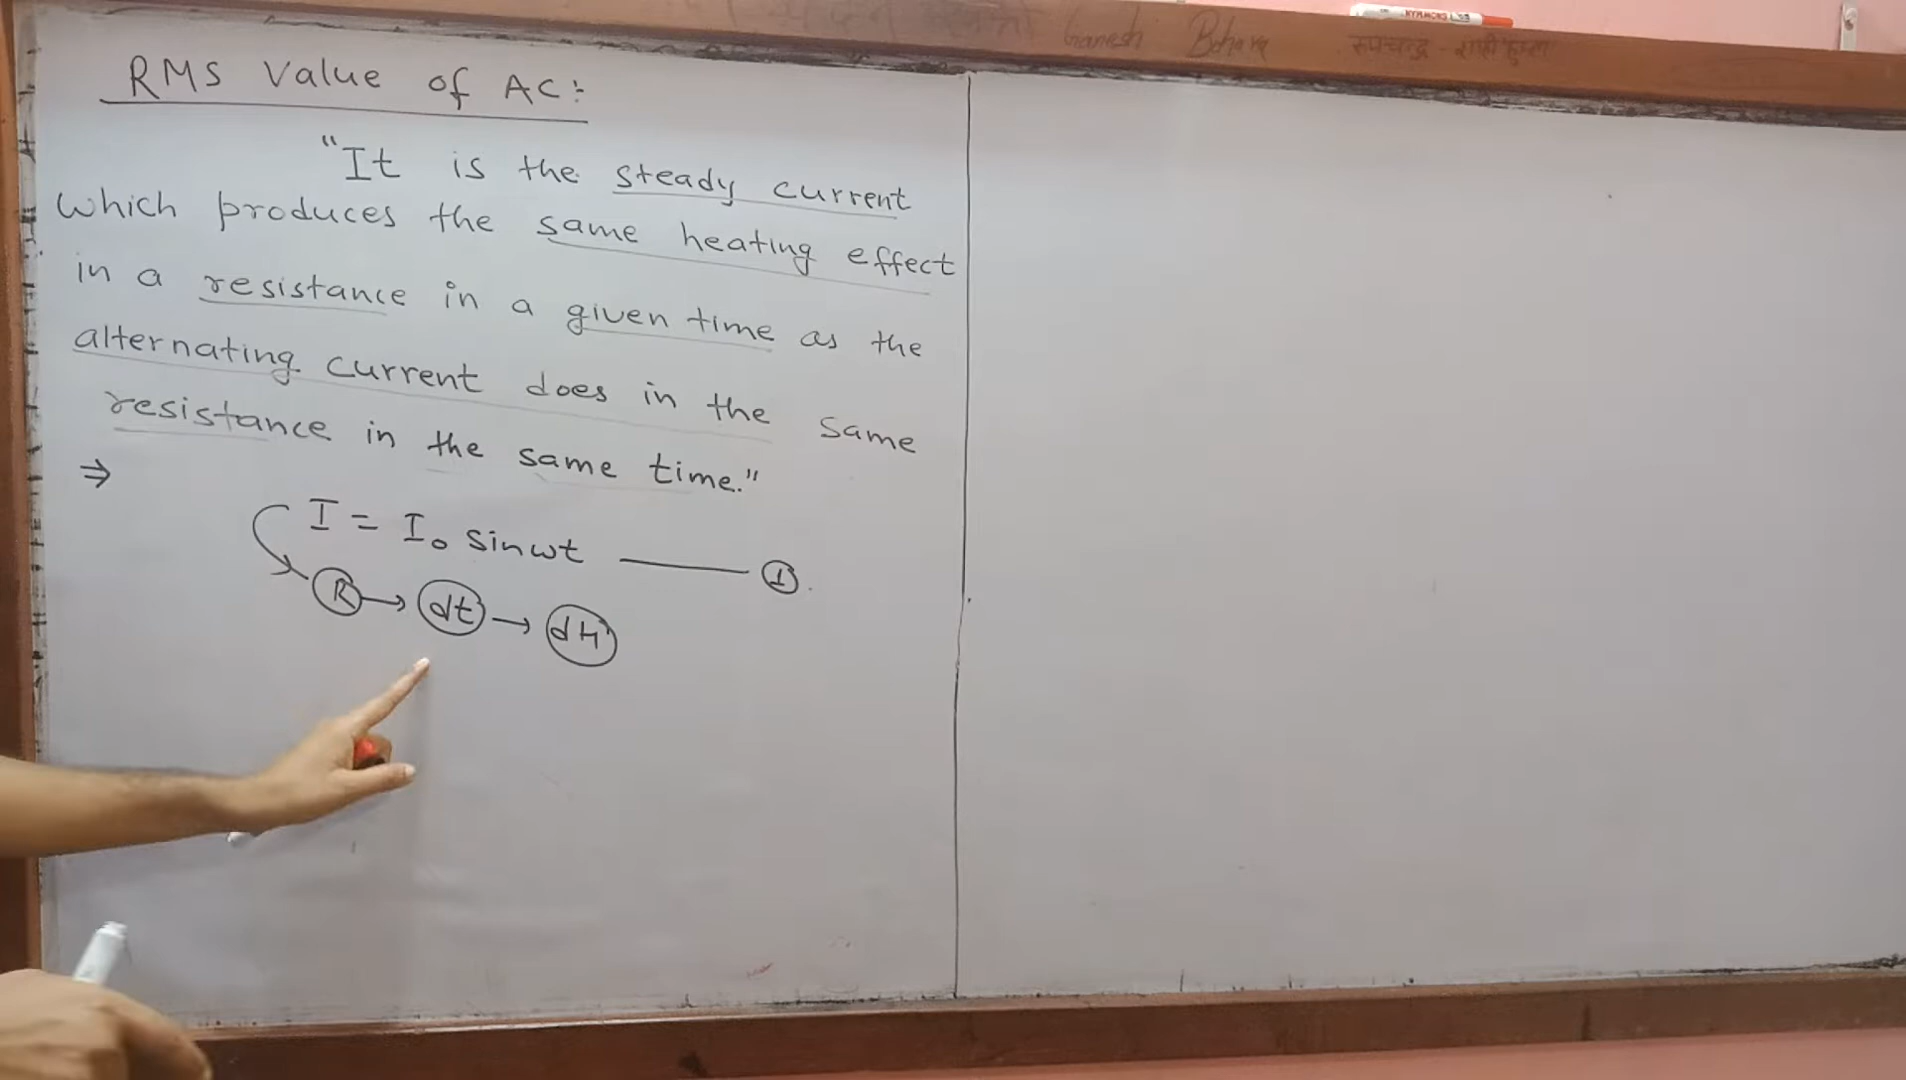 Ganesh Bohara
RMS Value of AC:
"It is the steady current
which produces the same heating effect
in a resistance in a given time as the
alternating current does in the same
resistance in the same time."
⇒
I = I₀ sinωt ——— ①
R → dt → dH